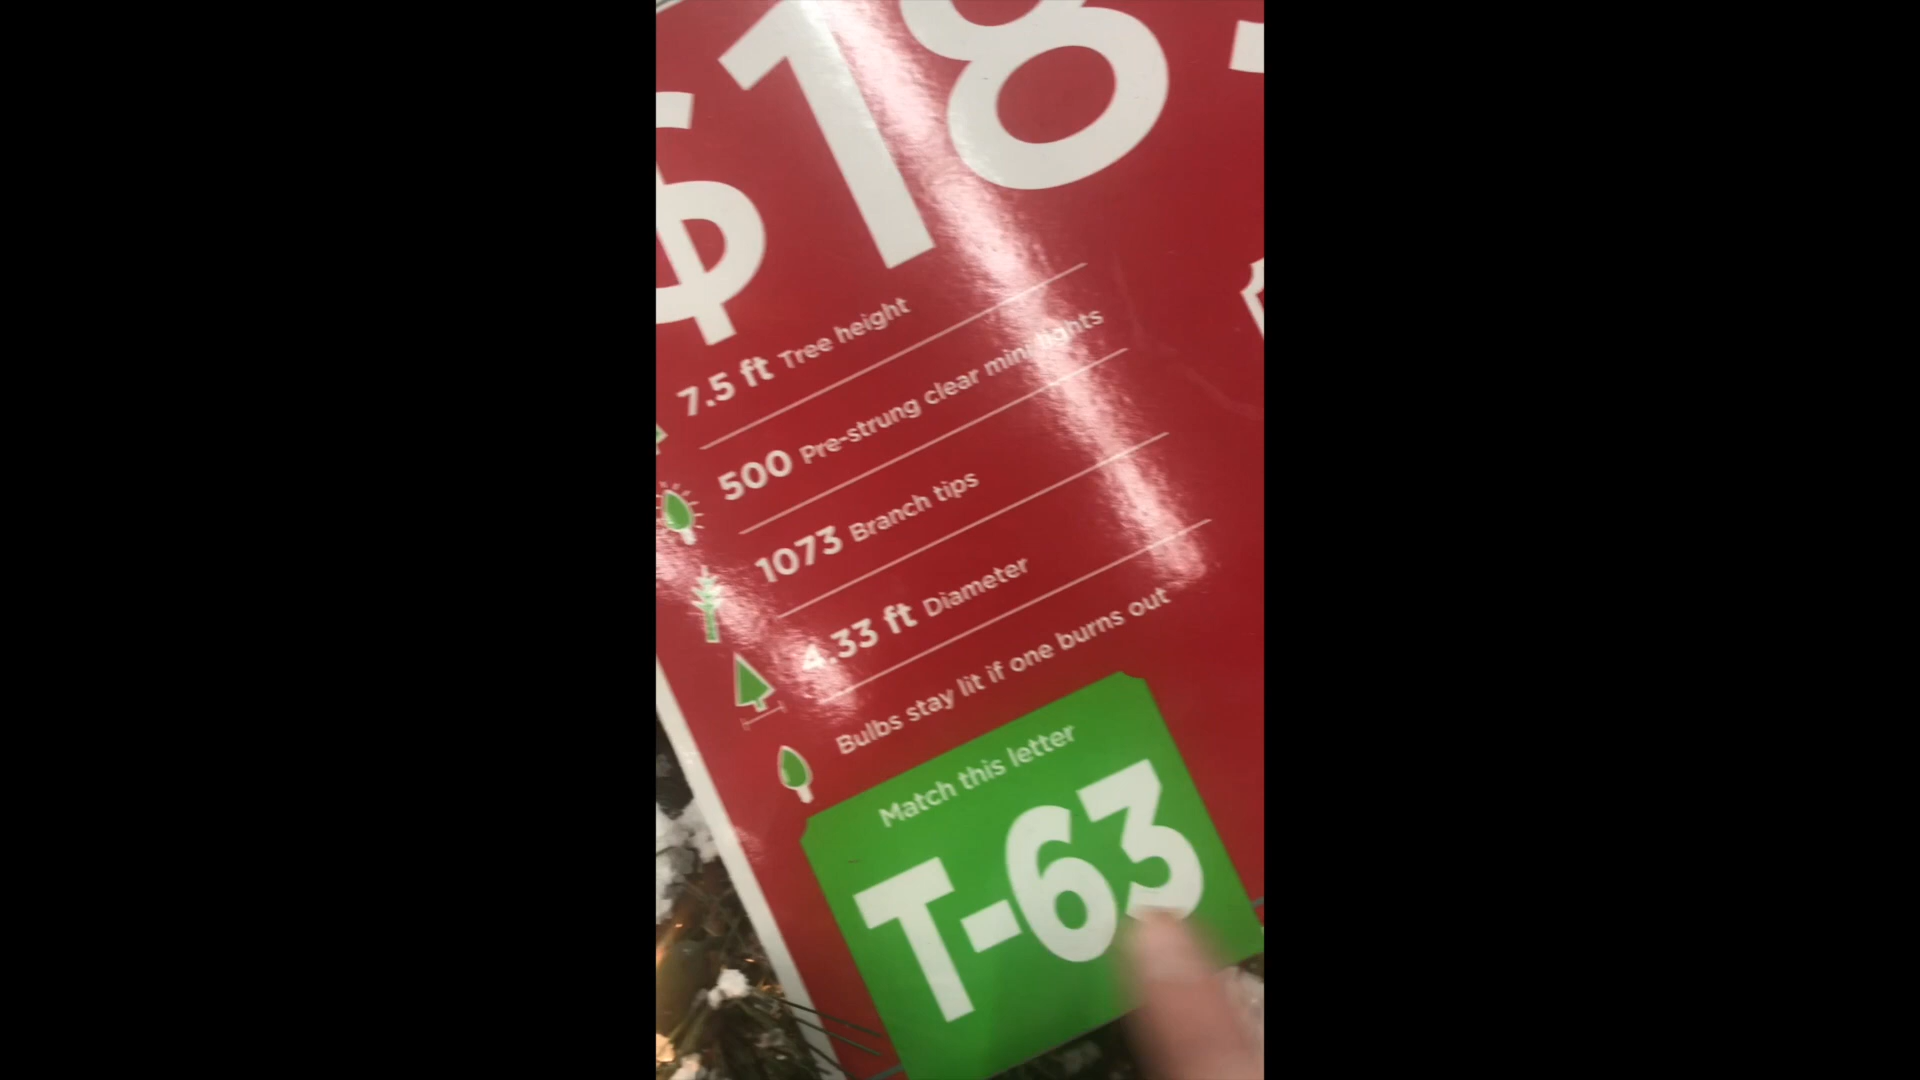 $18
7.5 ft Tree height
500 Pre-strung clear mini lights
1073 Branch tips
4.33 ft Diameter
Bulbs stay lit if one burns out
Match this letter
T-63